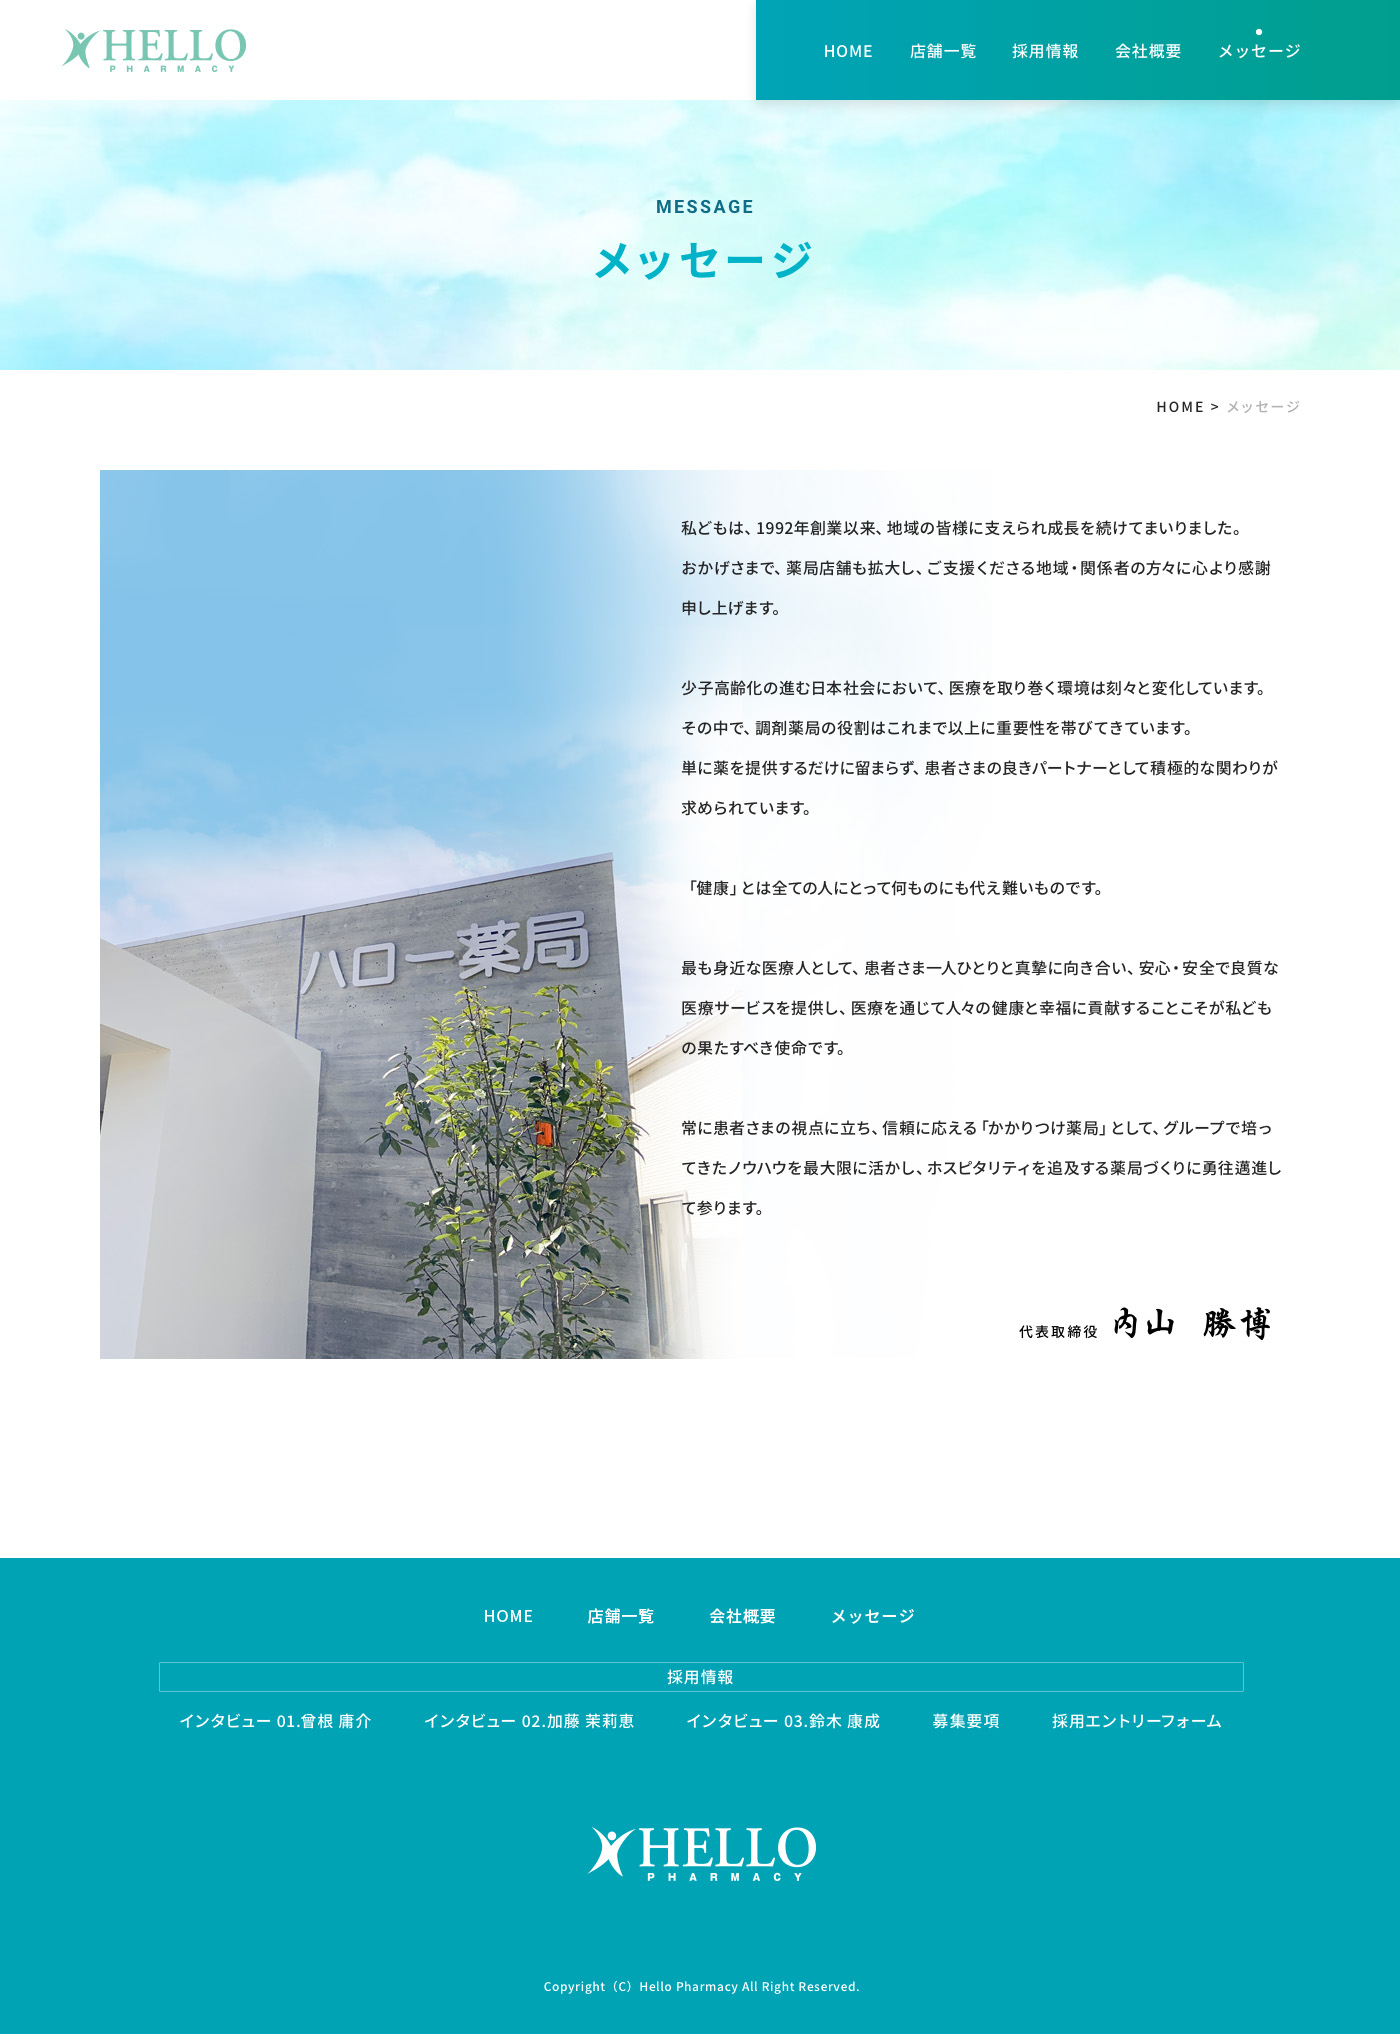 HELLO
PHARMACY
HOME 店舗一覧 採用情報 会社概要 メッセージ
MESSAGE
メッセージ
HOME > メッセージ
私どもは、1992年創業以来、地域の皆様に支えられ成長を続けてまいりました。
おかげさまで、薬局店舗も拡大し、ご支援くださる地域・関係者の方々に心より感謝
申し上げます。
少子高齢化の進む日本社会において、医療を取り巻く環境は刻々と変化しています。
その中で、調剤薬局の役割はこれまで以上に重要性を帯びてきています。
単に薬を提供するだけに留まらず、患者さまの良きパートナーとして積極的な関わりが
求められています。
「健康」とは全ての人にとって何ものにも代え難いものです。
最も身近な医療人として、患者さま一人ひとりと真摯に向き合い、安心・安全で良質な
医療サービスを提供し、医療を通じて人々の健康と幸福に貢献することこそが私ども
の果たすべき使命です。
常に患者さまの視点に立ち、信頼に応える「かかりつけ薬局」として、グループで培っ
てきたノウハウを最大限に活かし、ホスピタリティを追及する薬局づくりに勇往邁進し
て参ります。
ハロー薬局
代表取締役 内山 勝博
HOME 店舗一覧 会社概要 メッセージ
採用情報
インタビュー 01.曾根 庸介 インタビュー 02.加藤 茉莉恵 インタビュー 03.鈴木 康成 募集要項 採用エントリーフォーム
HELLO
PHARMACY
Copyright（C）Hello Pharmacy All Right Reserved.